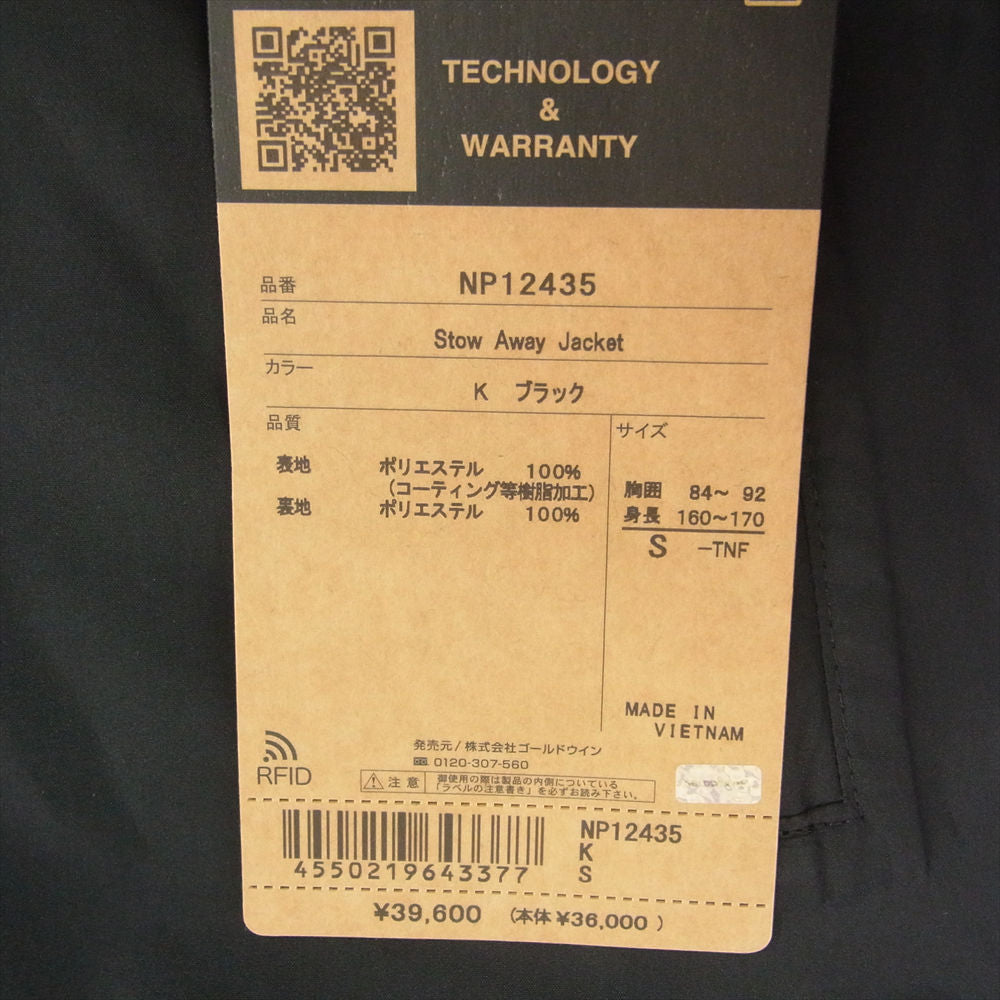 TECHNOLOGY
&
WARRANTY
品番 NP12435
品名
Stow Away Jacket
カラー
K ブラック
品質
表地 ポリエステル 100%
(コーティング等樹脂加工)
裏地 ポリエステル 100%
サイズ
胸囲 84～ 92
身長 160～170
S -TNF
MADE IN
VIETNAM
RFID
発売元/株式会社ゴールドウイン
0120-307-560
注意
御使用の際は製品の内側についている
「ラベルの注意書き」を必ずお読み下さい。
4550219643377
NP12435
K
S
¥39,600 (本体 ¥36,000 )